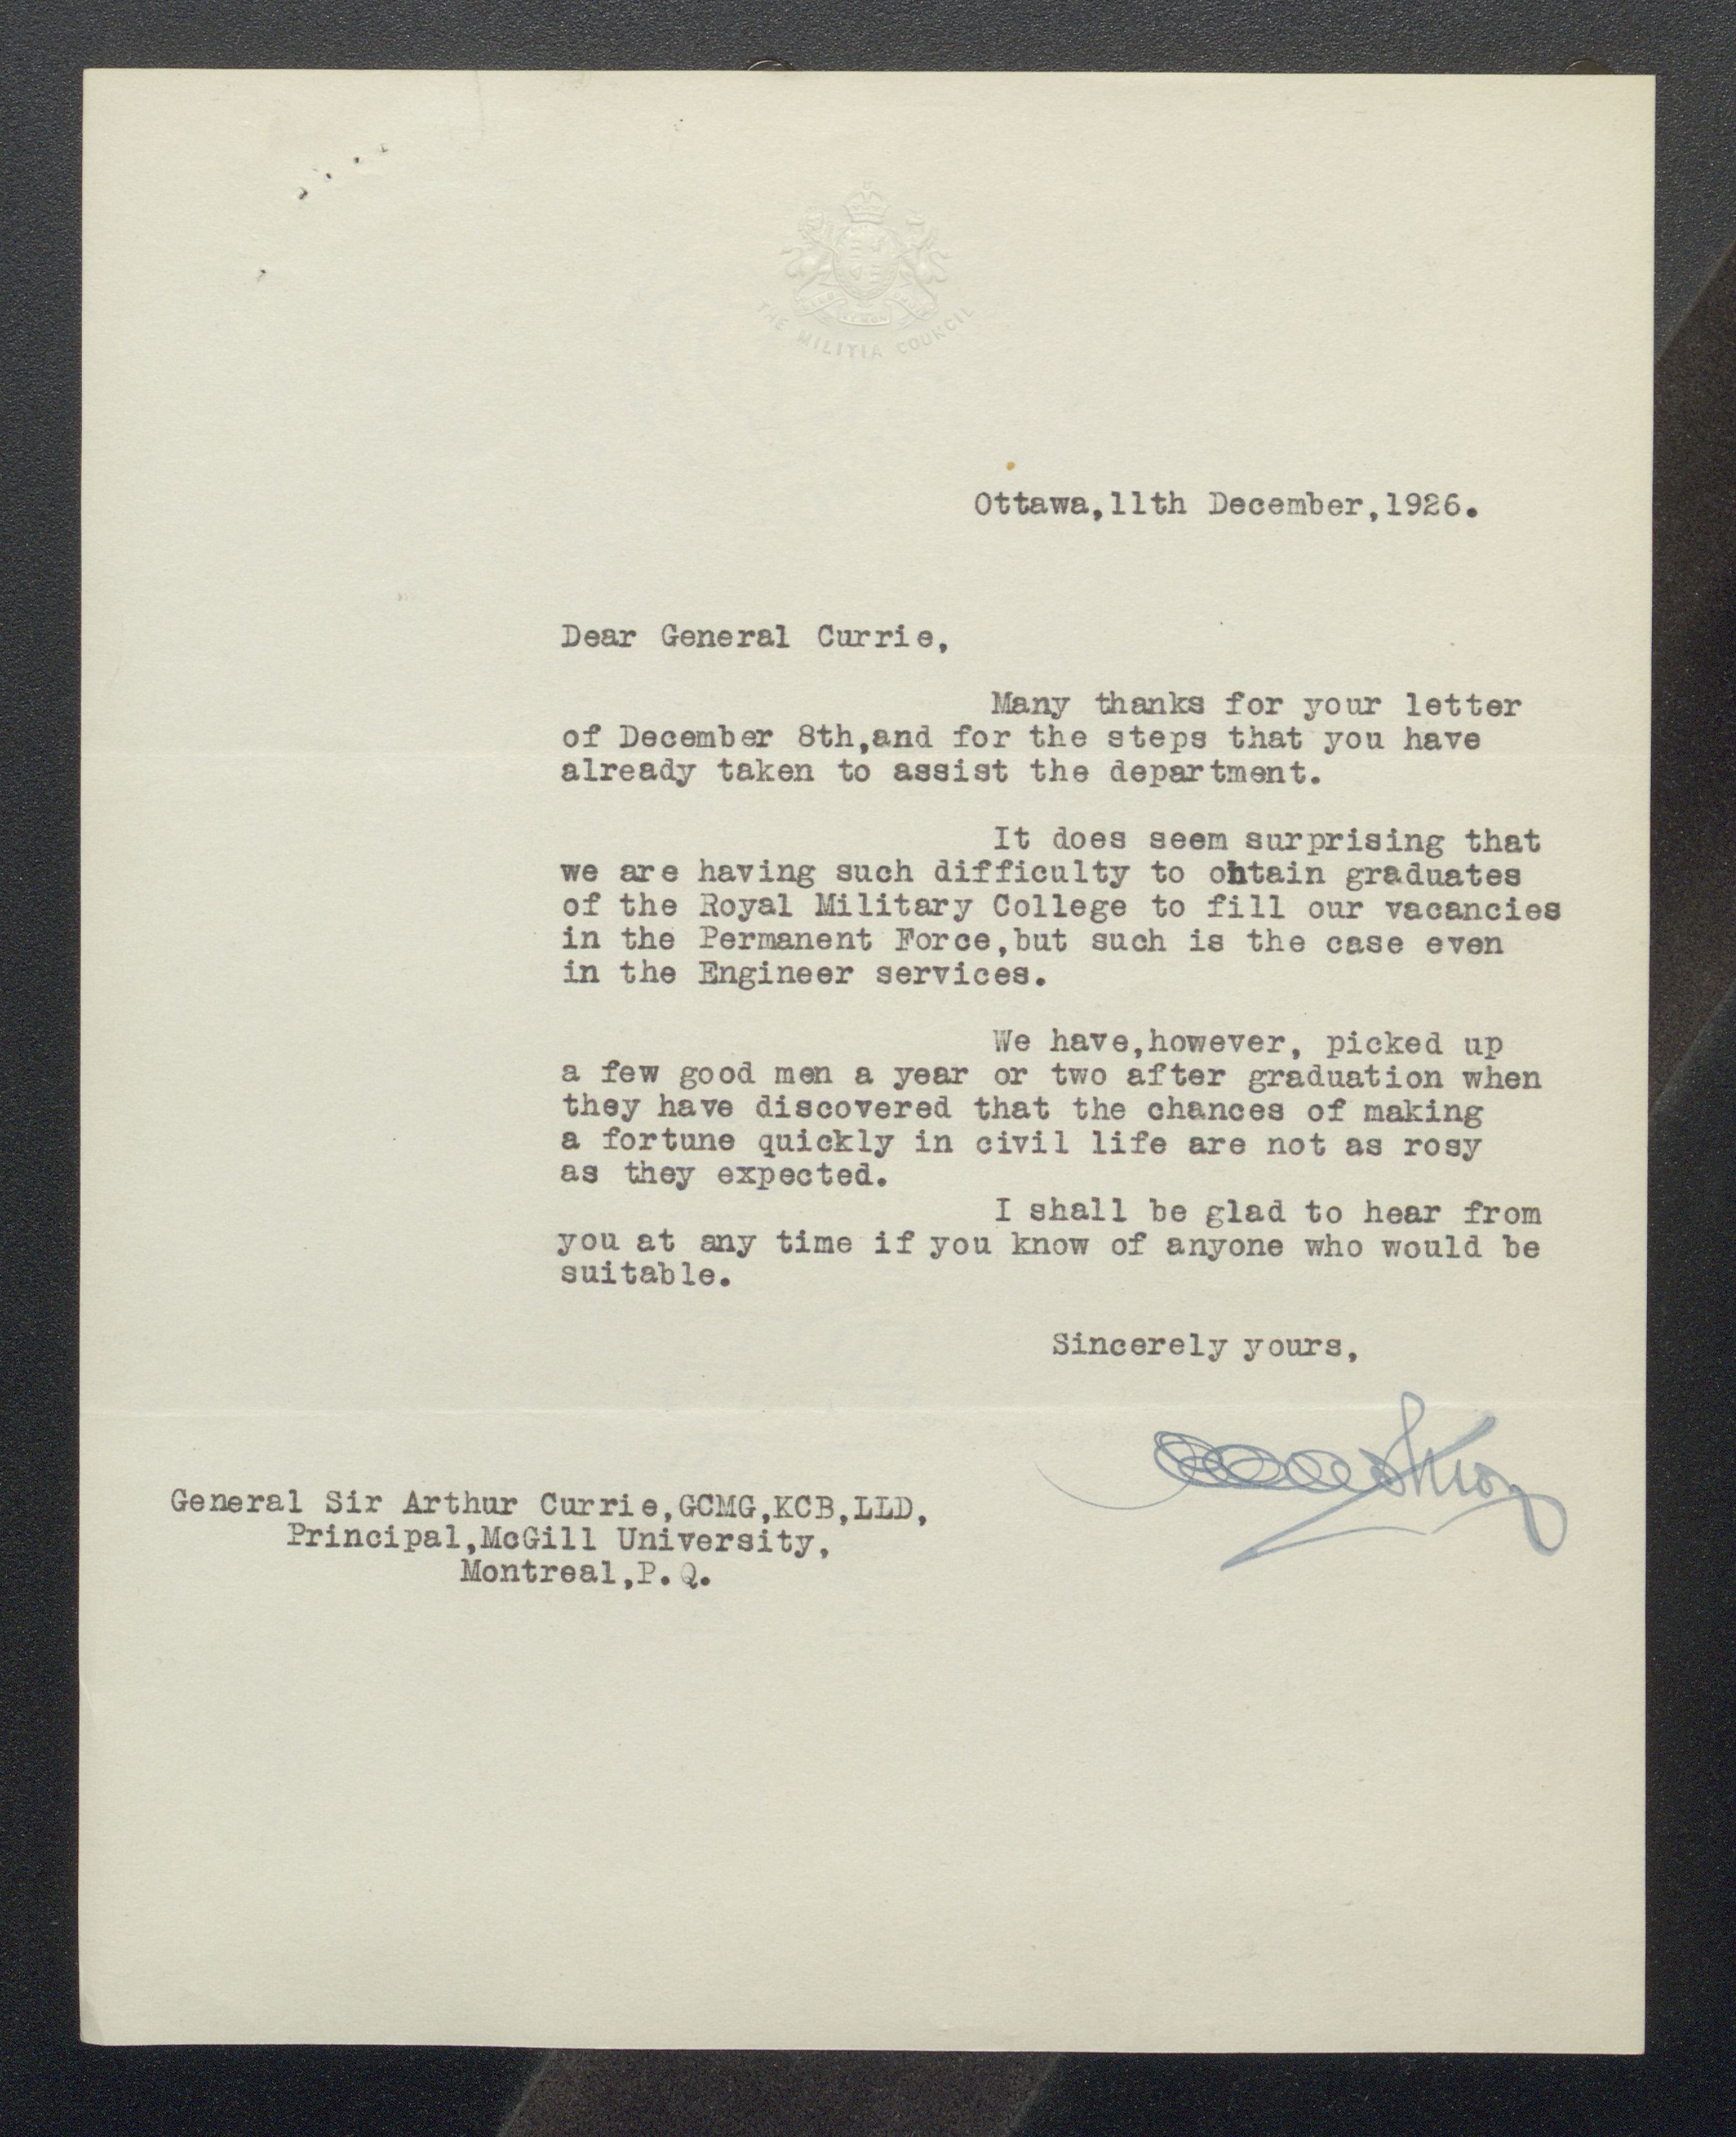 THE MILITIA COUNCIL
Ottawa,11th December,1926.
Dear General Currie,
Many thanks for your letter
of December 8th,and for the steps that you have
already taken to assist the department.
It does seem surprising that
we are having such difficulty to obtain graduates
of the Royal Military College to fill our vacancies
in the Permanent Force,but such is the case even
in the Engineer services.
We have,however, picked up
a few good men a year or two after graduation when
they have discovered that the chances of making
a fortune quickly in civil life are not as rosy
as they expected.
I shall be glad to hear from
you at any time if you know of anyone who would be
suitable.
Sincerely yours,
General Sir Arthur Currie,GCMG,KCB,LLD,
Principal,McGill University,
Montreal,P.Q.